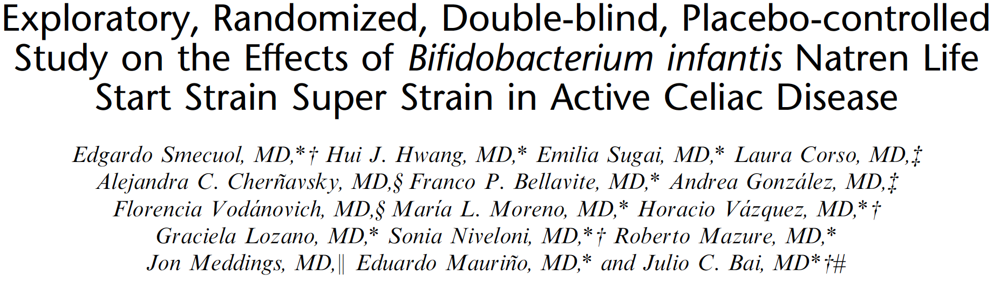 Exploratory, Randomized, Double-blind, Placebo-controlled
Study on the Effects of Bifidobacterium infantis Natren Life
Start Strain Super Strain in Active Celiac Disease
Edgardo Smecuol, MD,*† Hui J. Hwang, MD,* Emilia Sugai, MD,* Laura Corso, MD,‡
Alejandra C. Cherñavsky, MD,§ Franco P. Bellavite, MD,* Andrea González, MD,‡
Florencia Vodánovich, MD,§ María L. Moreno, MD,* Horacio Vázquez, MD,*†
Graciela Lozano, MD,* Sonia Niveloni, MD,*† Roberto Mazure, MD,*
Jon Meddings, MD,∥ Eduardo Mauriño, MD,* and Julio C. Bai, MD*†#